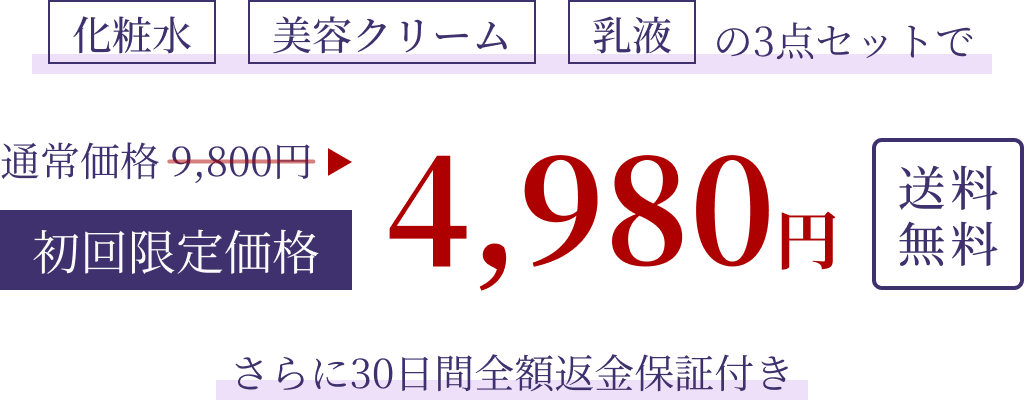 化粧水 美容クリーム 乳液 の3点セットで
通常価格 9,800円▶
初回限定価格
4,980円
送料
無料
さらに30日間全額返金保証付き